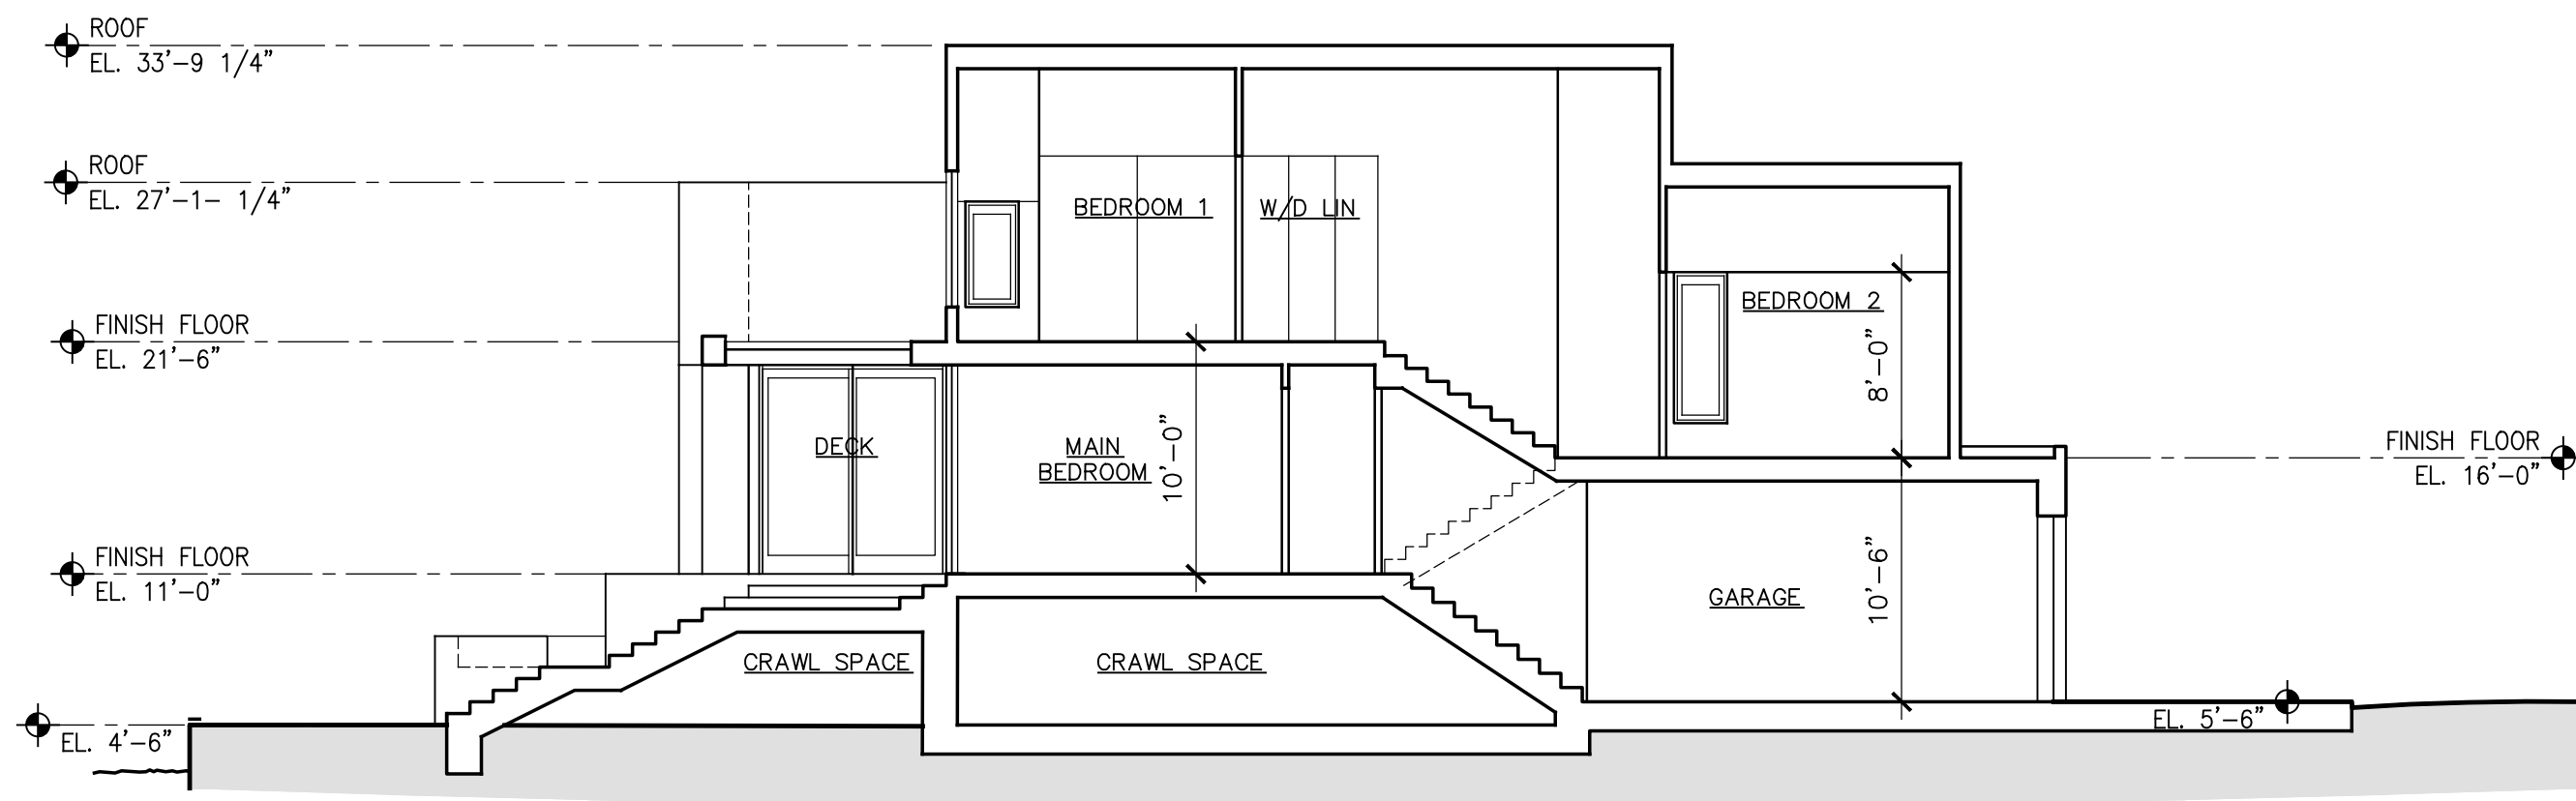 ROOF
EL. 33'-9 1/4"
ROOF
EL. 27'-1- 1/4"
BEDROOM 1
W/D LIN
BEDROOM 2
FINISH FLOOR
EL. 21'-6"
8'-0"
DECK
MAIN
BEDROOM
10'-0"
FINISH FLOOR
EL. 16'-0"
FINISH FLOOR
EL. 11'-0"
GARAGE
10'-6"
CRAWL SPACE
CRAWL SPACE
EL. 4'-6"
EL. 5'-6"